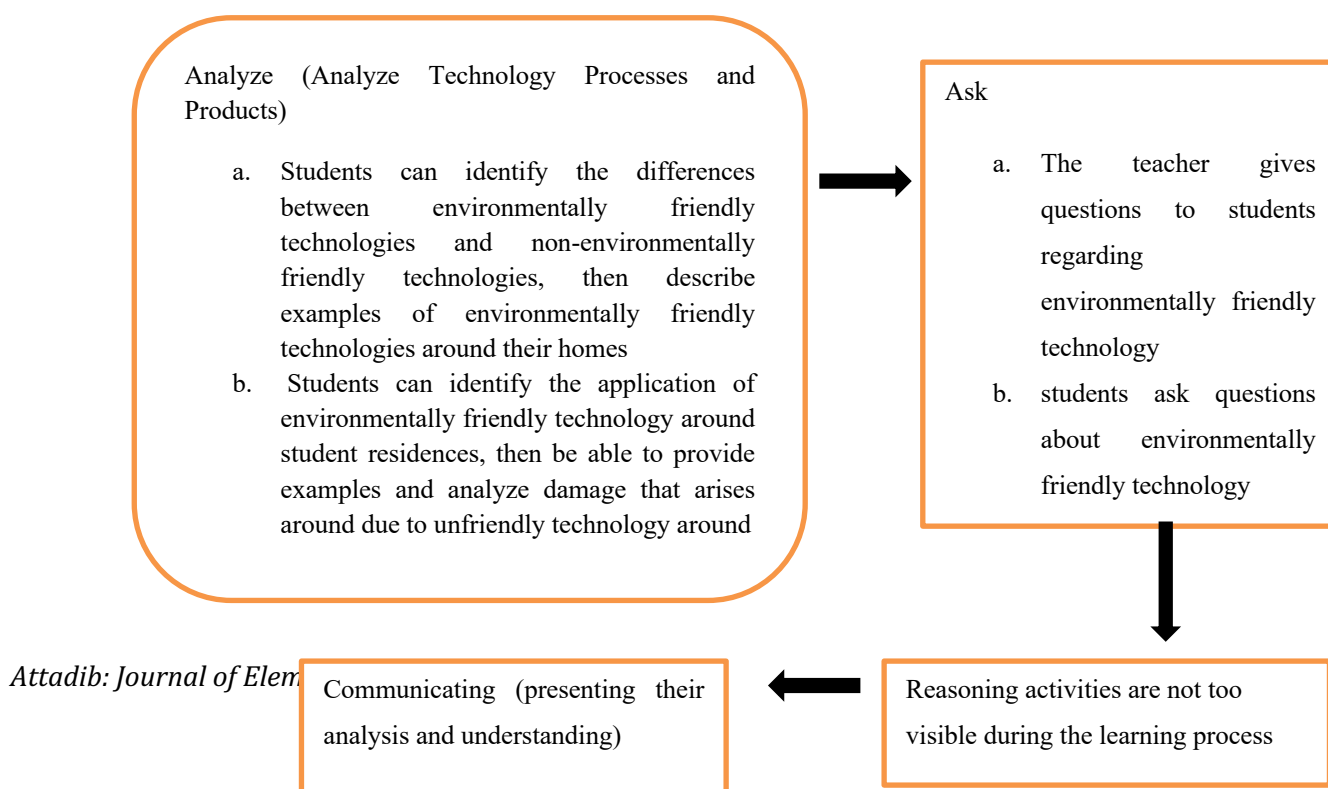 Analyze (Analyze Technology Processes and
Products)
a. Students can identify the differences
between environmentally friendly
technologies and non-environmentally
friendly technologies, then describe
examples of environmentally friendly
technologies around their homes
b. Students can identify the application of
environmentally friendly technology around
student residences, then be able to provide
examples and analyze damage that arises
around due to unfriendly technology around
Ask
a. The teacher gives
questions to students
regarding
environmentally friendly
technology
b. students ask questions
about environmentally
friendly technology
Reasoning activities are not too
visible during the learning process
Communicating (presenting their
analysis and understanding)
Attadib: Journal of Elem